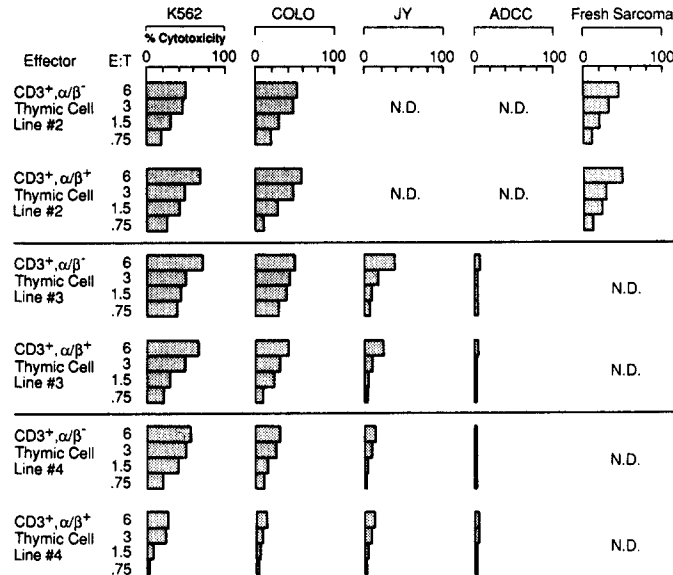 K562 COLO JY ADCC Fresh Sarcoma
% Cytotoxicity
Effector E:T 0 100 0 100 0 100 0 100 0 100
CD3+, α/β- 6
Thymic Cell 3 N.D. N.D.
Line #2 1.5
.75
CD3+, α/β+ 6
Thymic Cell 3 N.D. N.D.
Line #2 1.5
.75
CD3+, α/β- 6
Thymic Cell 3 N.D.
Line #3 1.5
.75
CD3+, α/β+ 6
Thymic Cell 3 N.D.
Line #3 1.5
.75
CD3+, α/β- 6
Thymic Cell 3 N.D.
Line #4 1.5
.75
CD3+, α/β+ 6
Thymic Cell 3 N.D.
Line #4 1.5
.75